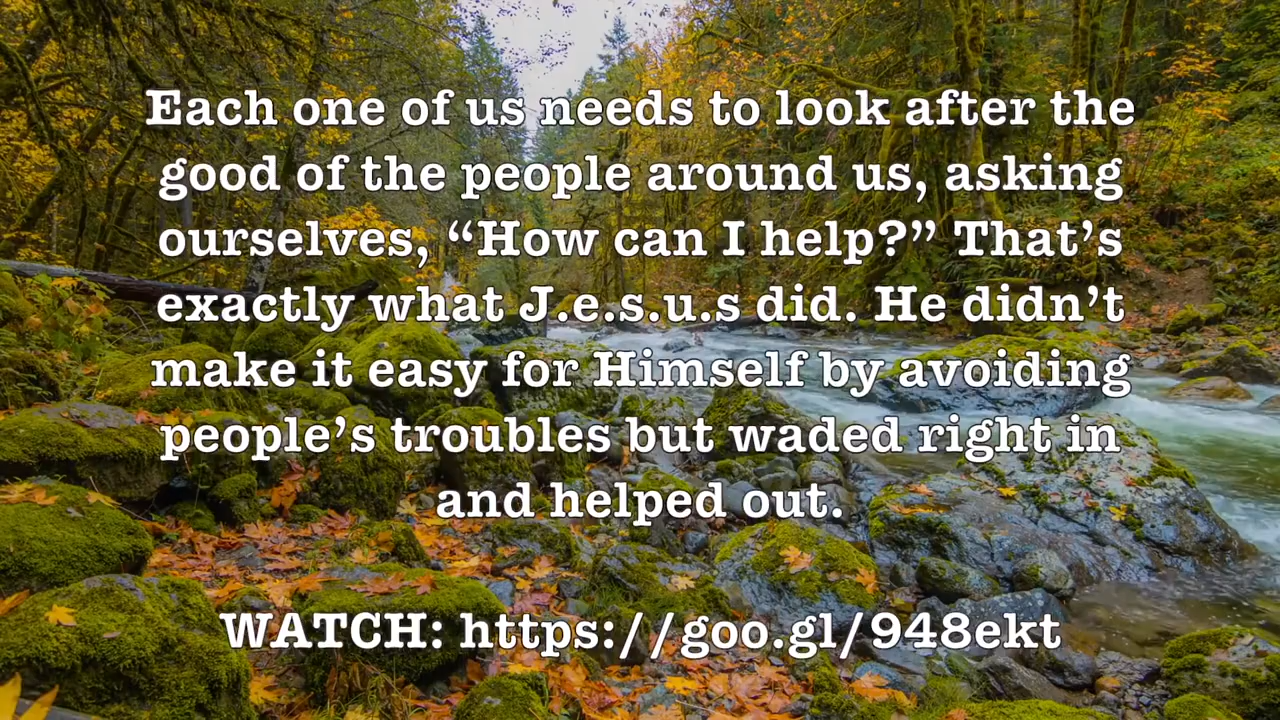 Each one of us needs to look after the
good of the people around us, asking
ourselves, “How can I help?” That’s
exactly what J.e.s.u.s did. He didn’t
make it easy for Himself by avoiding
people’s troubles but waded right in
and helped out.
WATCH: https://goo.gl/948ekt